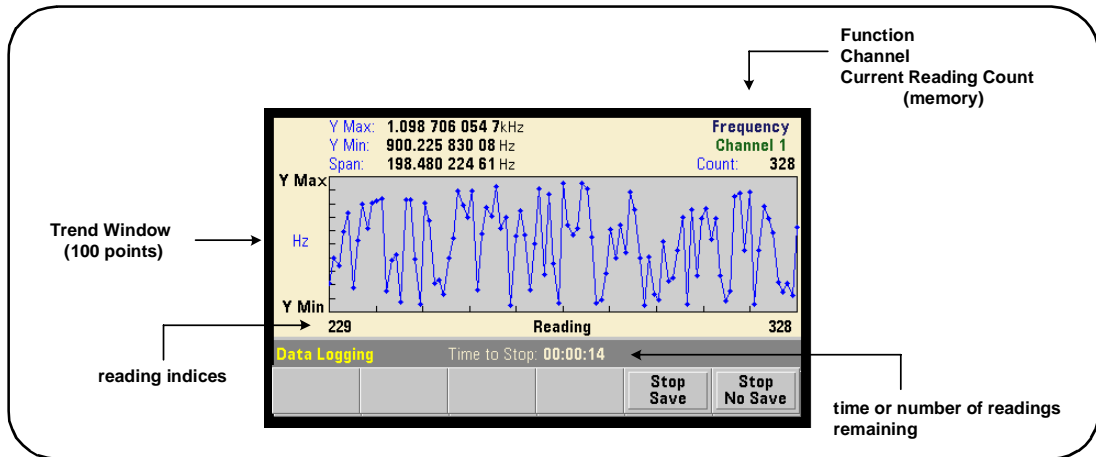 Function
Channel
Current Reading Count
(memory)
Y Max: 1.098 706 054 7kHz
Y Min: 900.225 830 08 Hz
Span: 198.480 224 61 Hz
Frequency
Channel 1
Count: 328
Y Max
Hz
Y Min
Trend Window
(100 points)
229 Reading 328
reading indices
Data Logging Time to Stop: 00:00:14
Stop
Save
Stop
No Save
time or number of readings
remaining